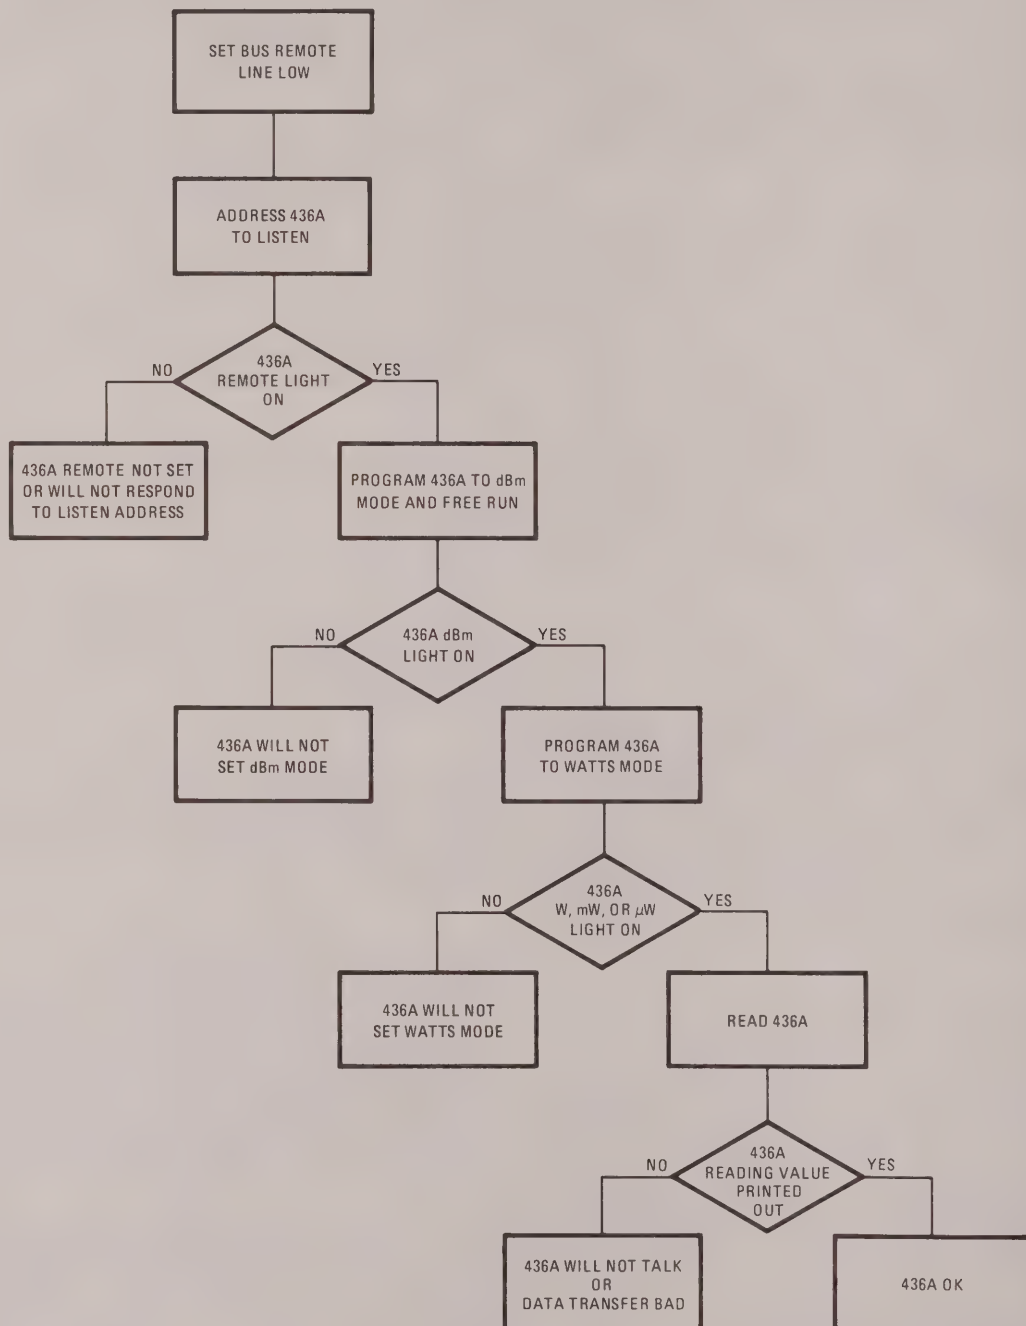 SET BUS REMOTE
LINE LOW
ADDRESS 436A
TO LISTEN
436A
REMOTE LIGHT
ON
NO
YES
436A REMOTE NOT SET
OR WILL NOT RESPOND
TO LISTEN ADDRESS
PROGRAM 436A TO dBm
MODE AND FREE RUN
436A dBm
LIGHT ON
NO
YES
436A WILL NOT
SET dBm MODE
PROGRAM 436A
TO WATTS MODE
436A
W, mW, OR μW
LIGHT ON
NO
YES
436A WILL NOT
SET WATTS MODE
READ 436A
436A
READING VALUE
PRINTED
OUT
NO
YES
436A WILL NOT TALK
OR
DATA TRANSFER BAD
436A OK